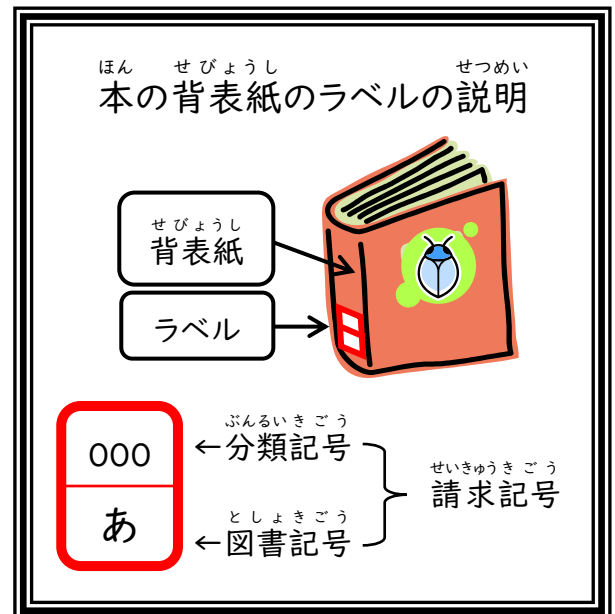 ほん せびょうし せつめい
本の背表紙のラベルの説明
せびょうし
背表紙
ラベル
000
ぶんるいきごう
←分類記号
せいきゅうきごう
請求記号
あ
としょきごう
←図書記号